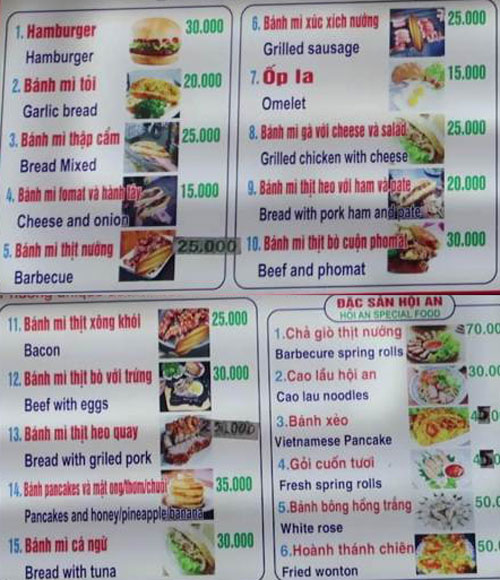 1. Hamburger 30.000
Hamburger
2. Bánh mì tỏi 20.000
Garlic bread
3. Bánh mì thập cẩm 25.000
Bread Mixed
4. Bánh mì fomat và hành tây 15.000
Cheese and onion
5. Bánh mì thịt nướng 25.000
Barbecue
6. Bánh mì xúc xích nướng 25.000
Grilled sausage
7. Ốp la 15.000
Omelet
8. Bánh mì gà với cheese và salad 25.000
Grilled chicken with cheese
9. Bánh mì thịt heo với ham và pate 20.000
Bread with pork ham and pate
10. Bánh mì thịt bò cuộn phomat 30.000
Beef and phomat
11. Bánh mì thịt xông khói 25.000
Bacon
12. Bánh mì thịt bò với trứng 30.000
Beef with eggs
13. Bánh mì thịt heo quay
Bread with griled pork
14. Bánh pancakes và mật ong/thơm/chuối 35.000
Pancakes and honey/pineapple banana
15. Bánh mì cá ngừ 30.000
Bread with tuna
ĐẶC SẢN HỘI AN
HOI AN SPECIAL FOOD
1.Chả giò thịt nướng 70.00
Barbecure spring rolls
2.Cao lầu hội an 30.00
Cao lau noodles
3.Bánh xèo
Vietnamese Pancake
4.Gỏi cuốn tươi
Fresh spring rolls
5.Bánh bông hồng trắng 50.0
White rose
6.Hoành thánh chiên 50.
Fried wonton